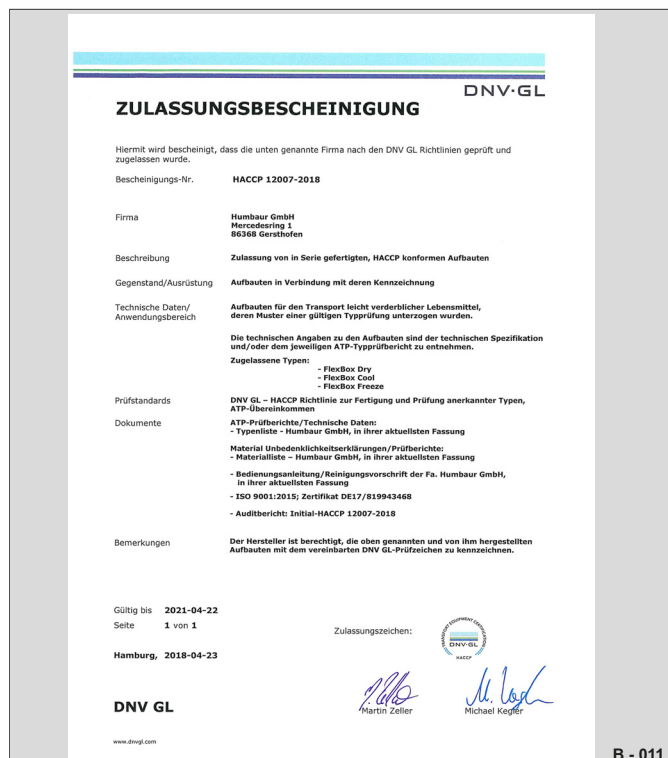 DNV·GL
ZULASSUNGSBESCHEINIGUNG
Hiermit wird bescheinigt, dass die unten genannte Firma nach den DNV GL Richtlinien geprüft und
zugelassen wurde.
Bescheinigungs-Nr. HACCP 12007-2018
Firma Humbaur GmbH
Mercedesring 1
86368 Gersthofen
Beschreibung Zulassung von in Serie gefertigten, HACCP konformen Aufbauten
Gegenstand/Ausrüstung Aufbauten in Verbindung mit deren Kennzeichnung
Technische Daten/ Aufbauten für den Transport leicht verderblicher Lebensmittel,
Anwendungsbereich deren Muster einer gültigen Typprüfung unterzogen wurden.
Die technischen Angaben zu den Aufbauten sind der technischen Spezifikation
und/oder dem jeweiligen ATP-Typprüfbericht zu entnehmen.
Zugelassene Typen:
- FlexBox Dry
- FlexBox Cool
- FlexBox Freeze
Prüfstandards DNV GL – HACCP Richtlinie zur Fertigung und Prüfung anerkannter Typen,
ATP-Übereinkommen
Dokumente ATP-Prüfberichte/Technische Daten:
- Typenliste - Humbaur GmbH, in ihrer aktuellsten Fassung
Material Unbedenklichkeitserklärungen/Prüfberichte:
- Materialliste – Humbaur GmbH, in ihrer aktuellsten Fassung
- Bedienungsanleitung/Reinigungsvorschrift der Fa. Humbaur GmbH,
in ihrer aktuellsten Fassung
- ISO 9001:2015; Zertifikat DE17/819943468
- Auditbericht: Initial-HACCP 12007-2018
Bemerkungen Der Hersteller ist berechtigt, die oben genannten und von ihm hergestellten
Aufbauten mit dem vereinbarten DNV GL-Prüfzeichen zu kennzeichnen.
Gültig bis 2021-04-22
Seite 1 von 1
Zulassungszeichen:
TRANSPORT EQUIPMENT CERTIFICATION
DNV·GL
HACCP
Hamburg, 2018-04-23
DNV GL
Martin Zeller Michael Kegler
www.dnvgl.com
B - 011